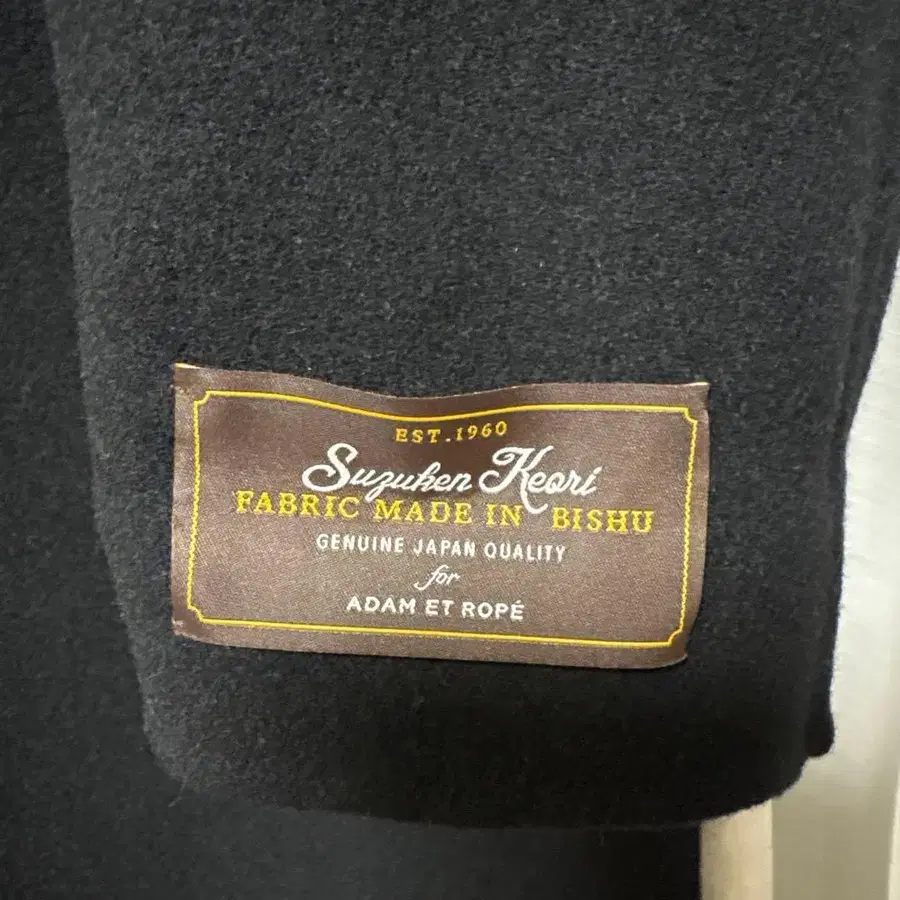 EST.1960
Suzuken Keori
FABRIC MADE IN BISHU
GENUINE JAPAN QUALITY
for
ADAM ET ROPÉ